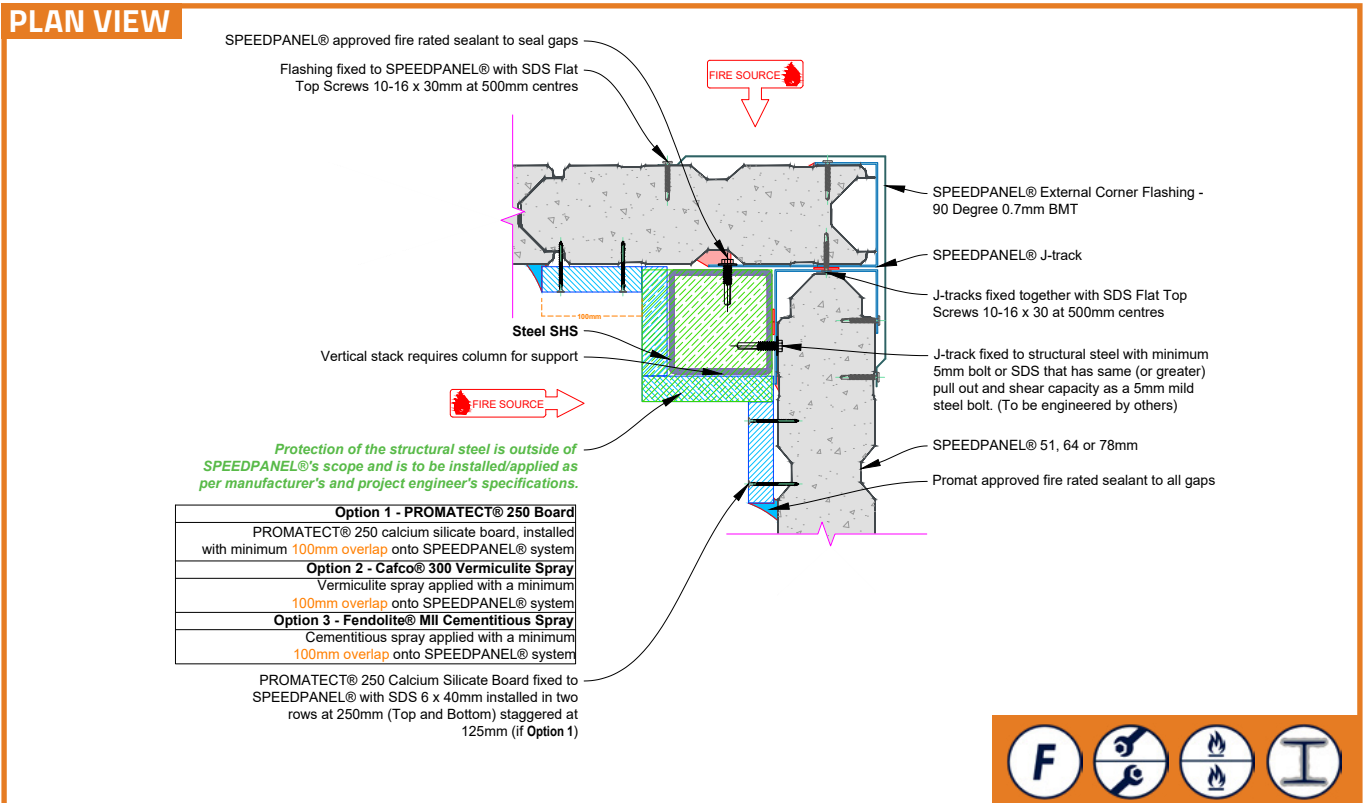 PLAN VIEW
SPEEDPANEL® approved fire rated sealant to seal gaps
Flashing fixed to SPEEDPANEL® with SDS Flat
Top Screws 10-16 x 30mm at 500mm centres
FIRE SOURCE
SPEEDPANEL® External Corner Flashing -
90 Degree 0.7mm BMT
SPEEDPANEL® J-track
J-tracks fixed together with SDS Flat Top
Screws 10-16 x 30 at 500mm centres
100mm
Steel SHS
Vertical stack requires column for support
J-track fixed to structural steel with minimum
5mm bolt or SDS that has same (or greater)
pull out and shear capacity as a 5mm mild
steel bolt. (To be engineered by others)
FIRE SOURCE
SPEEDPANEL® 51, 64 or 78mm
Promat approved fire rated sealant to all gaps
Protection of the structural steel is outside of
SPEEDPANEL®'s scope and is to be installed/applied as
per manufacturer's and project engineer's specifications.
Option 1 - PROMATECT® 250 Board
PROMATECT® 250 calcium silicate board, installed
with minimum 100mm overlap onto SPEEDPANEL® system
Option 2 - Cafco® 300 Vermiculite Spray
Vermiculite spray applied with a minimum
100mm overlap onto SPEEDPANEL® system
Option 3 - Fendolite® MII Cementitious Spray
Cementitious spray applied with a minimum
100mm overlap onto SPEEDPANEL® system
PROMATECT® 250 Calcium Silicate Board fixed to
SPEEDPANEL® with SDS 6 x 40mm installed in two
rows at 250mm (Top and Bottom) staggered at
125mm (if Option 1)
F